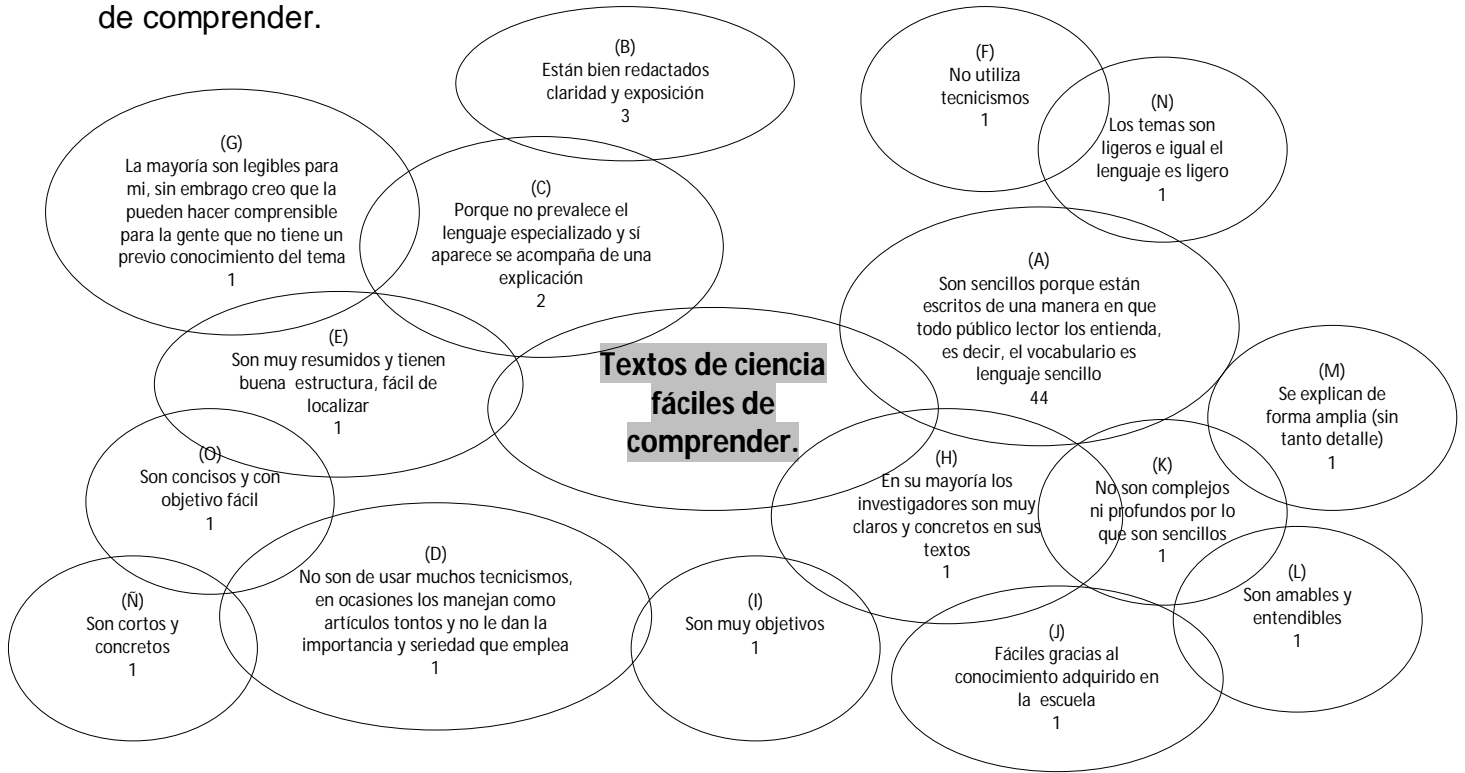 de comprender.
(B)
Están bien redactados
claridad y exposición
3
(F)
No utiliza
tecnicismos
1
(N)
Los temas son
ligeros e igual el
lenguaje es ligero
1
(G)
La mayoría son legibles para
mi, sin embrago creo que la
pueden hacer comprensible
para la gente que no tiene un
previo conocimiento del tema
1
(C)
Porque no prevalece el
lenguaje especializado y sí
aparece se acompaña de una
explicación
2
(A)
Son sencillos porque están
escritos de una manera en que
todo público lector los entienda,
es decir, el vocabulario es
lenguaje sencillo
44
(E)
Son muy resumidos y tienen
buena estructura, fácil de
localizar
1
Textos de ciencia
fáciles de
comprender.
(M)
Se explican de
forma amplia (sin
tanto detalle)
1
(O)
Son concisos y con
objetivo fácil
1
(H)
En su mayoría los
investigadores son muy
claros y concretos en sus
textos
1
(K)
No son complejos
ni profundos por lo
que son sencillos
1
(D)
No son de usar muchos tecnicismos,
en ocasiones los manejan como
artículos tontos y no le dan la
importancia y seriedad que emplea
1
(Ñ)
Son cortos y
concretos
1
(I)
Son muy objetivos
1
(L)
Son amables y
entendibles
1
(J)
Fáciles gracias al
conocimiento adquirido en
la escuela
1